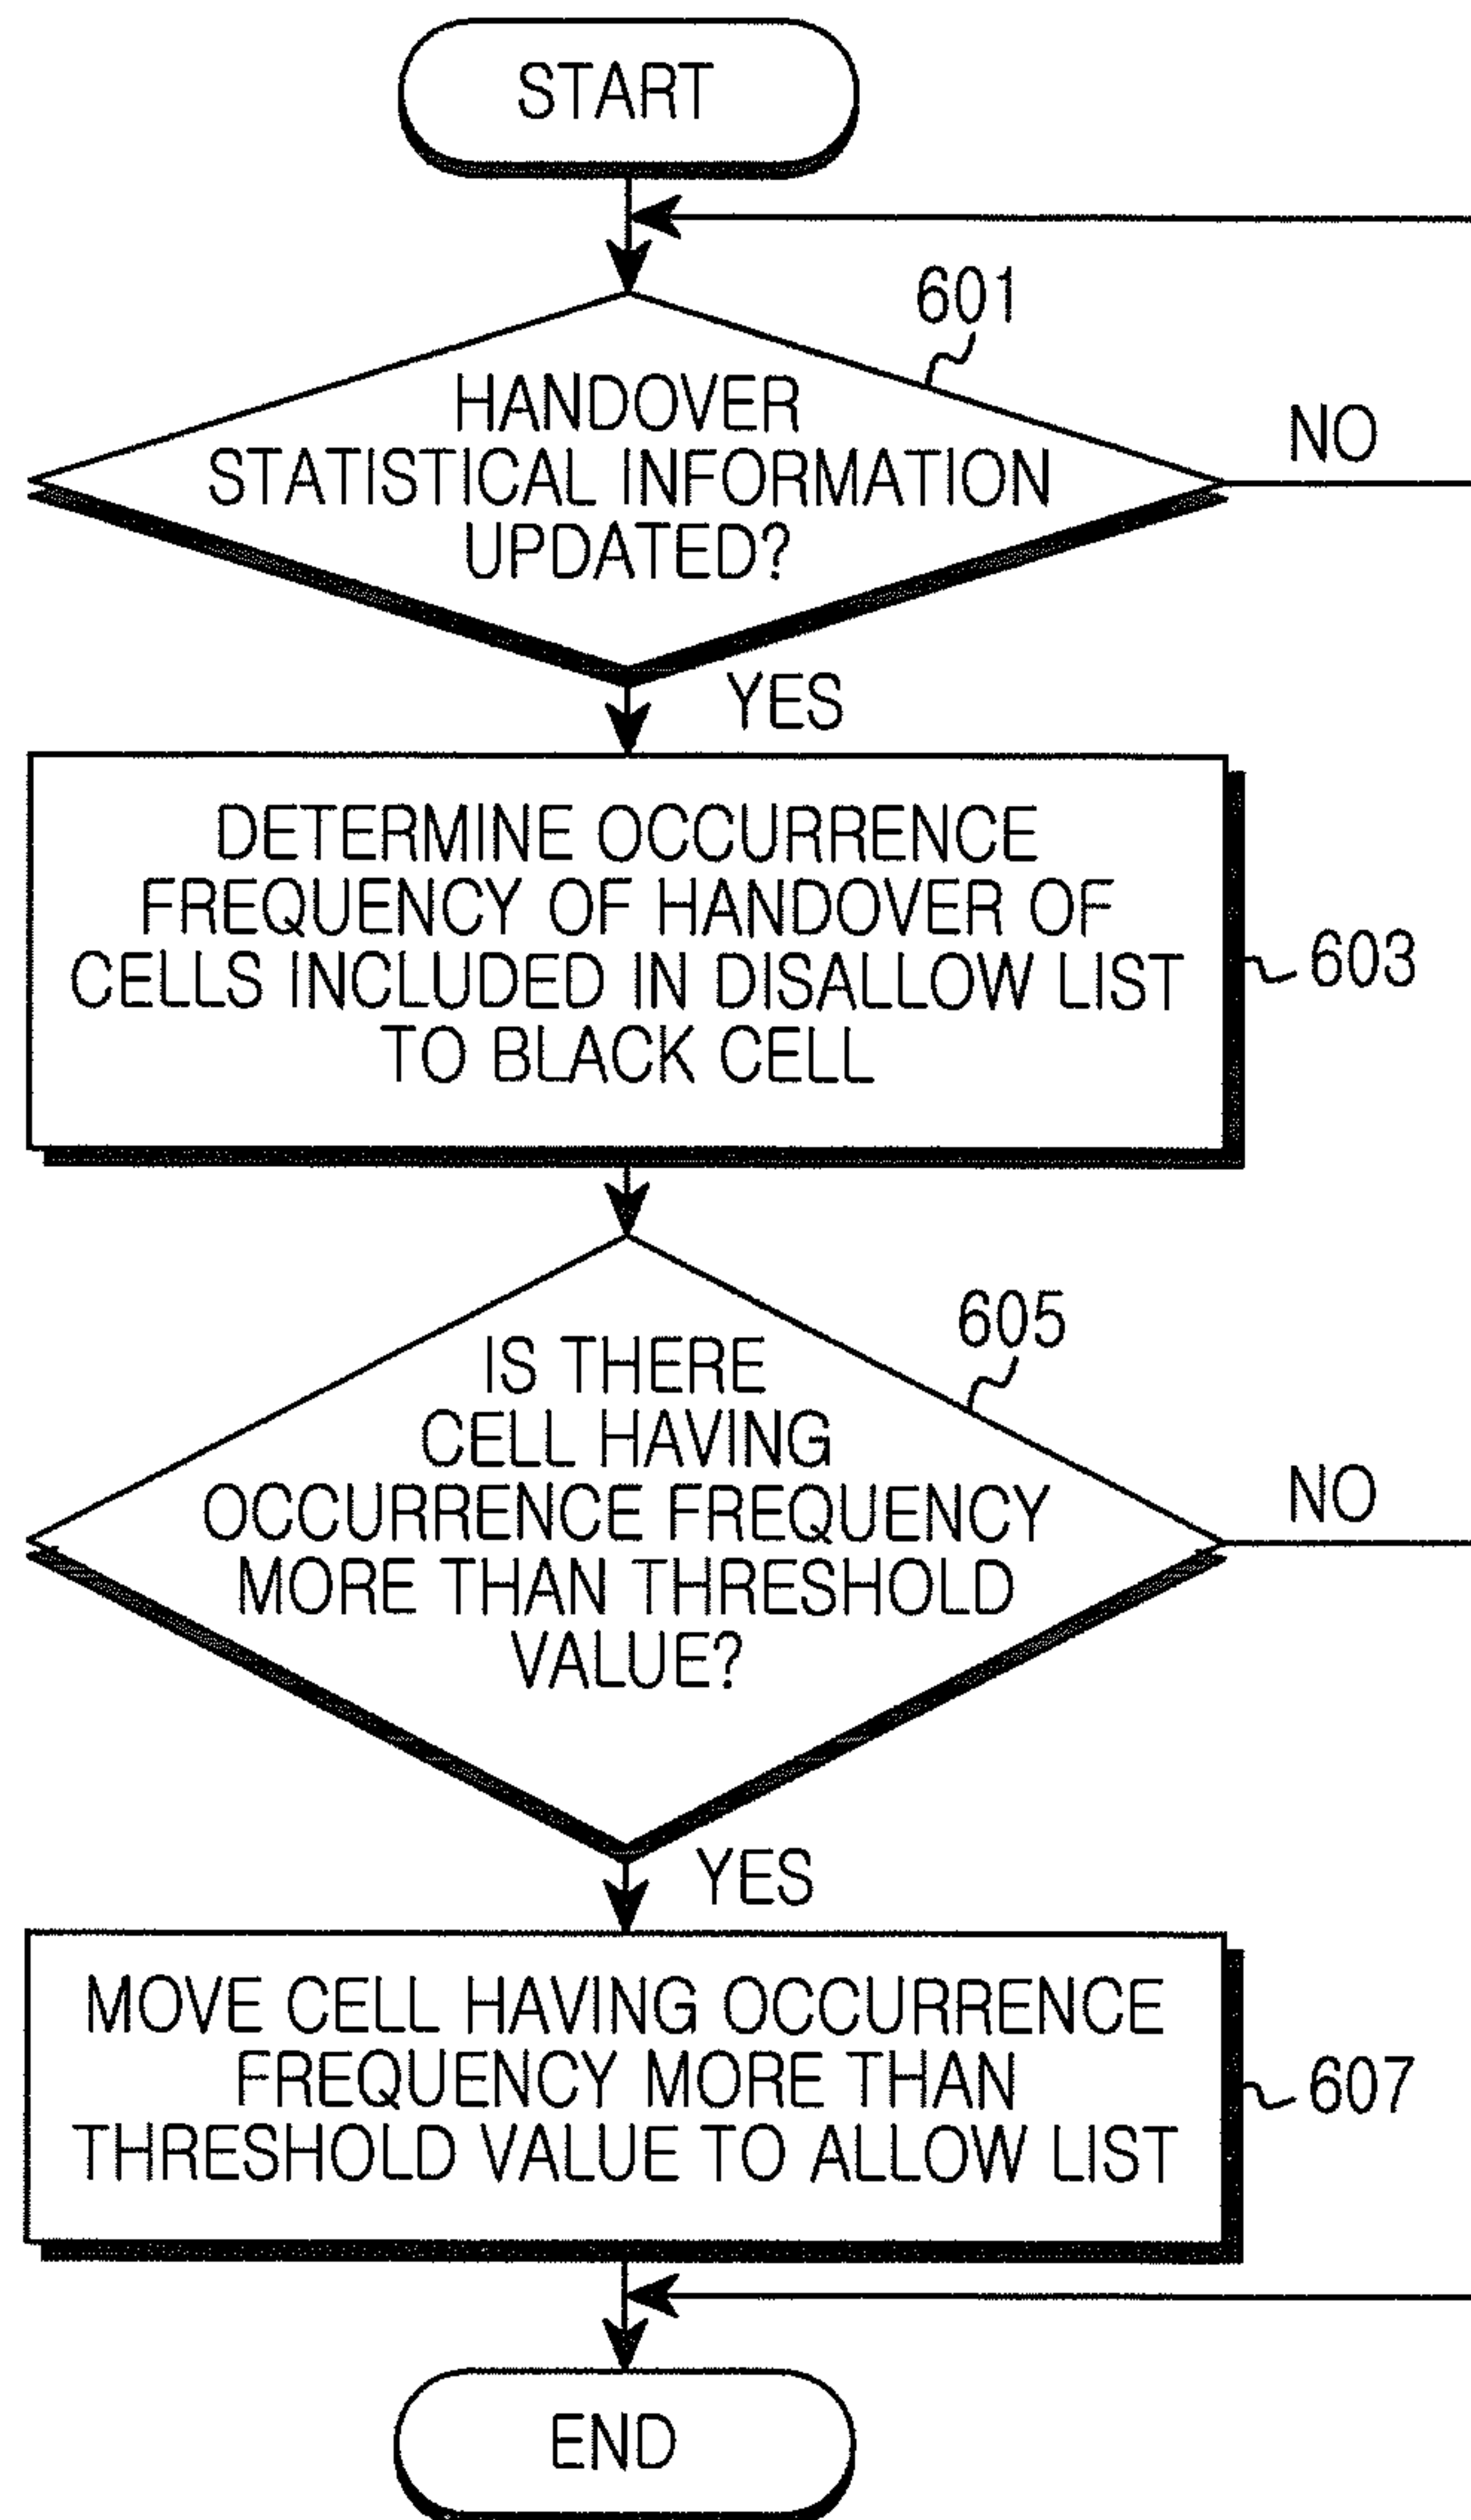 START
601
HANDOVER
STATISTICAL INFORMATION
UPDATED?
NO
YES
DETERMINE OCCURRENCE
FREQUENCY OF HANDOVER OF
CELLS INCLUDED IN DISALLOW LIST
TO BLACK CELL
603
605
IS THERE
CELL HAVING
OCCURRENCE FREQUENCY
MORE THAN THRESHOLD
VALUE?
NO
YES
MOVE CELL HAVING OCCURRENCE
FREQUENCY MORE THAN
THRESHOLD VALUE TO ALLOW LIST
607
END